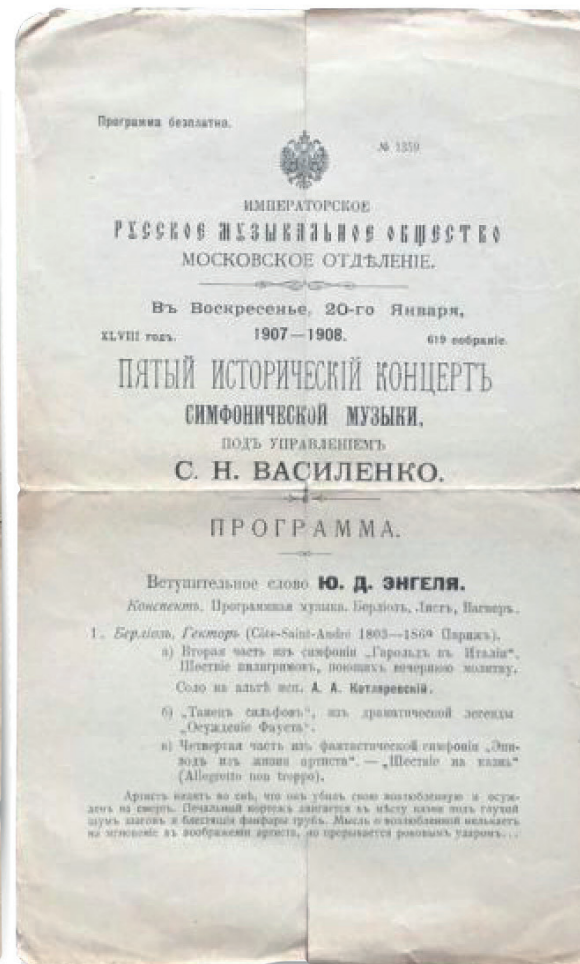 Программа безплатно.
№ 1359
ИМПЕРАТОРСКОЕ
РУССКОЕ МУЗЫКАЛЬНОЕ ОБЩЕСТВО
МОСКОВСКОЕ ОТДѢЛЕНІЕ.
Въ Воскресенье, 20-го Января,
XLVIII годъ. 1907—1908. 619 собраніе.
ПЯТЫЙ ИСТОРИЧЕСКІЙ КОНЦЕРТЪ
СИМФОНИЧЕСКОЙ МУЗЫКИ,
ПОДЪ УПРАВЛЕНІЕМЪ
С. Н. ВАСИЛЕНКО.
ПРОГРАММА.
Вступительное слово Ю. Д. ЭНГЕЛЯ.
Конспектъ. Программная музыка. Берліозъ, Листъ, Вагнеръ.
1. Берліозъ, Гекторъ (Côte-Saint-André 1803—1869 Парижъ).
а) Вторая часть изъ симфоніи „Гарольдъ въ Италіи“.
Шествіе пилигримовъ, поющихъ вечернюю молитву.
Соло на альтѣ исп. А. А. Котляревскій.
б) „Танецъ сильфовъ“, изъ драматической легенды
„Осужденіе Фауста“.
в) Четвертая часть изъ фантастической симфоніи „Эпи-
зодъ изъ жизни артиста“. — „Шествіе на казнь“
(Allegretto non troppo).
Артистъ видитъ во снѣ, что онъ убилъ свою возлюбленную и осуж-
денъ на смерть. Печальный кортежъ двигается къ мѣсту казни подъ глухой
шумъ шаговъ и блестящія фанфары трубъ. Мысль о возлюбленной мелькаетъ
на мгновеніе въ воображеніи артиста, но прерывается роковымъ ударомъ...